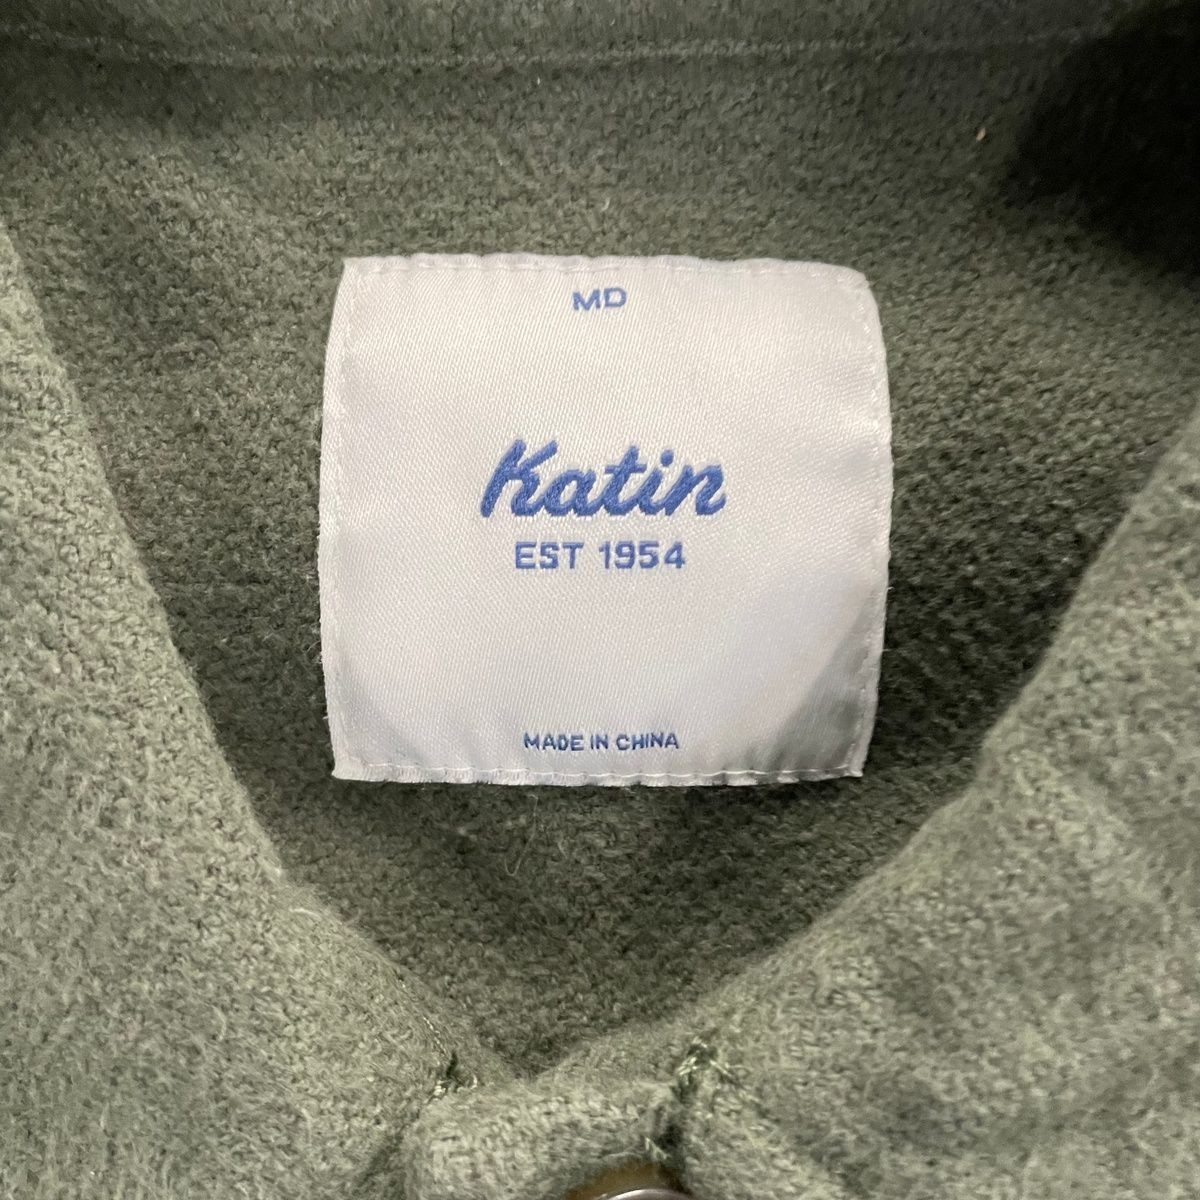 MD
Katin
EST 1954
MADE IN CHINA